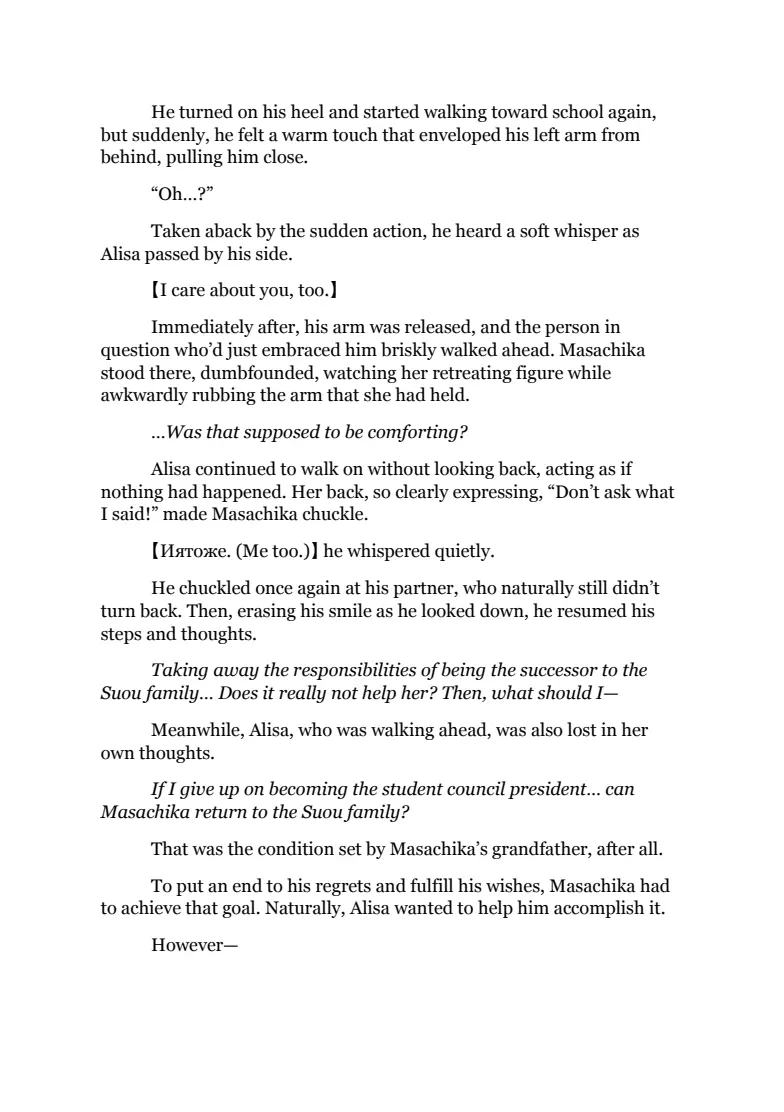 He turned on his heel and started walking toward school again,
but suddenly, he felt a warm touch that enveloped his left arm from
behind, pulling him close.
“Oh…?”
Taken aback by the sudden action, he heard a soft whisper as
Alisa passed by his side.
【I care about you, too.】
Immediately after, his arm was released, and the person in
question who’d just embraced him briskly walked ahead. Masachika
stood there, dumbfounded, watching her retreating figure while
awkwardly rubbing the arm that she had held.
…Was that supposed to be comforting?
Alisa continued to walk on without looking back, acting as if
nothing had happened. Her back, so clearly expressing, “Don’t ask what
I said!” made Masachika chuckle.
【Иятоже. (Me too.)】 he whispered quietly.
He chuckled once again at his partner, who naturally still didn’t
turn back. Then, erasing his smile as he looked down, he resumed his
steps and thoughts.
Taking away the responsibilities of being the successor to the
Suou family… Does it really not help her? Then, what should I—
Meanwhile, Alisa, who was walking ahead, was also lost in her
own thoughts.
If I give up on becoming the student council president… can
Masachika return to the Suou family?
That was the condition set by Masachika’s grandfather, after all.
To put an end to his regrets and fulfill his wishes, Masachika had
to achieve that goal. Naturally, Alisa wanted to help him accomplish it.
However—